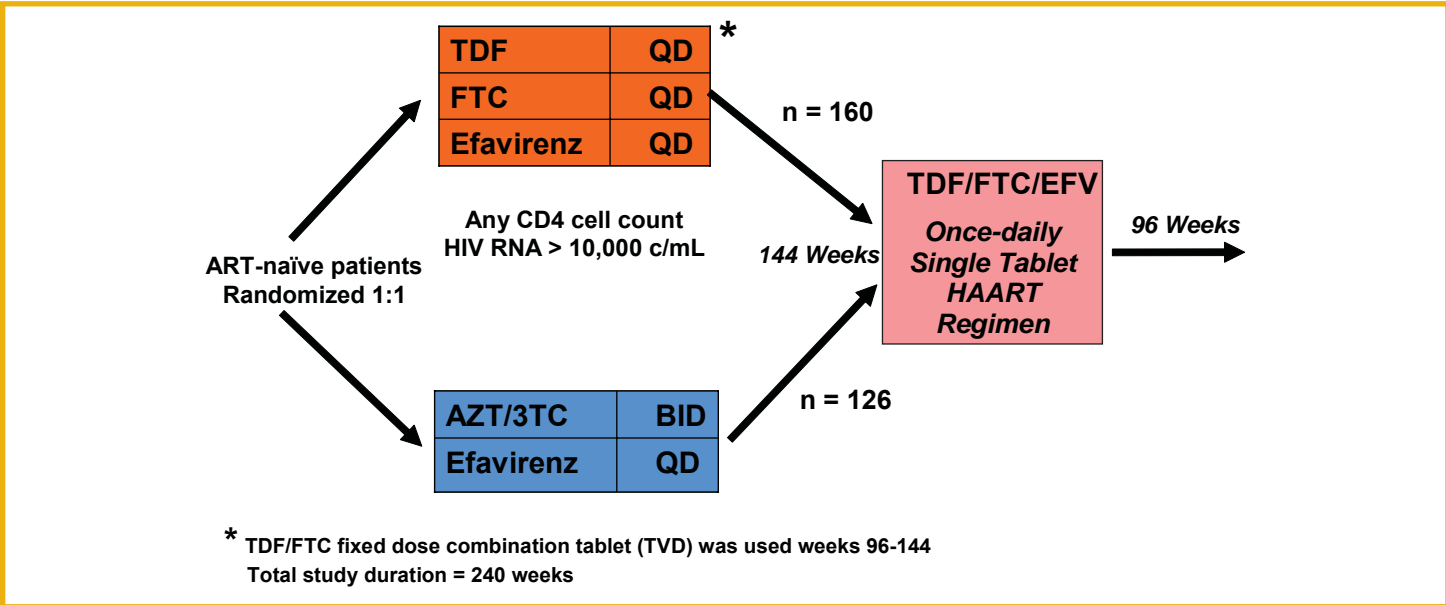 *
TDF QD
FTC QD
Efavirenz QD
n = 160
Any CD4 cell count
HIV RNA > 10,000 c/mL
ART-naïve patients
Randomized 1:1
144 Weeks
TDF/FTC/EFV
Once-daily
Single Tablet
HAART
Regimen
96 Weeks
AZT/3TC BID
Efavirenz QD
n = 126
* TDF/FTC fixed dose combination tablet (TVD) was used weeks 96-144
Total study duration = 240 weeks